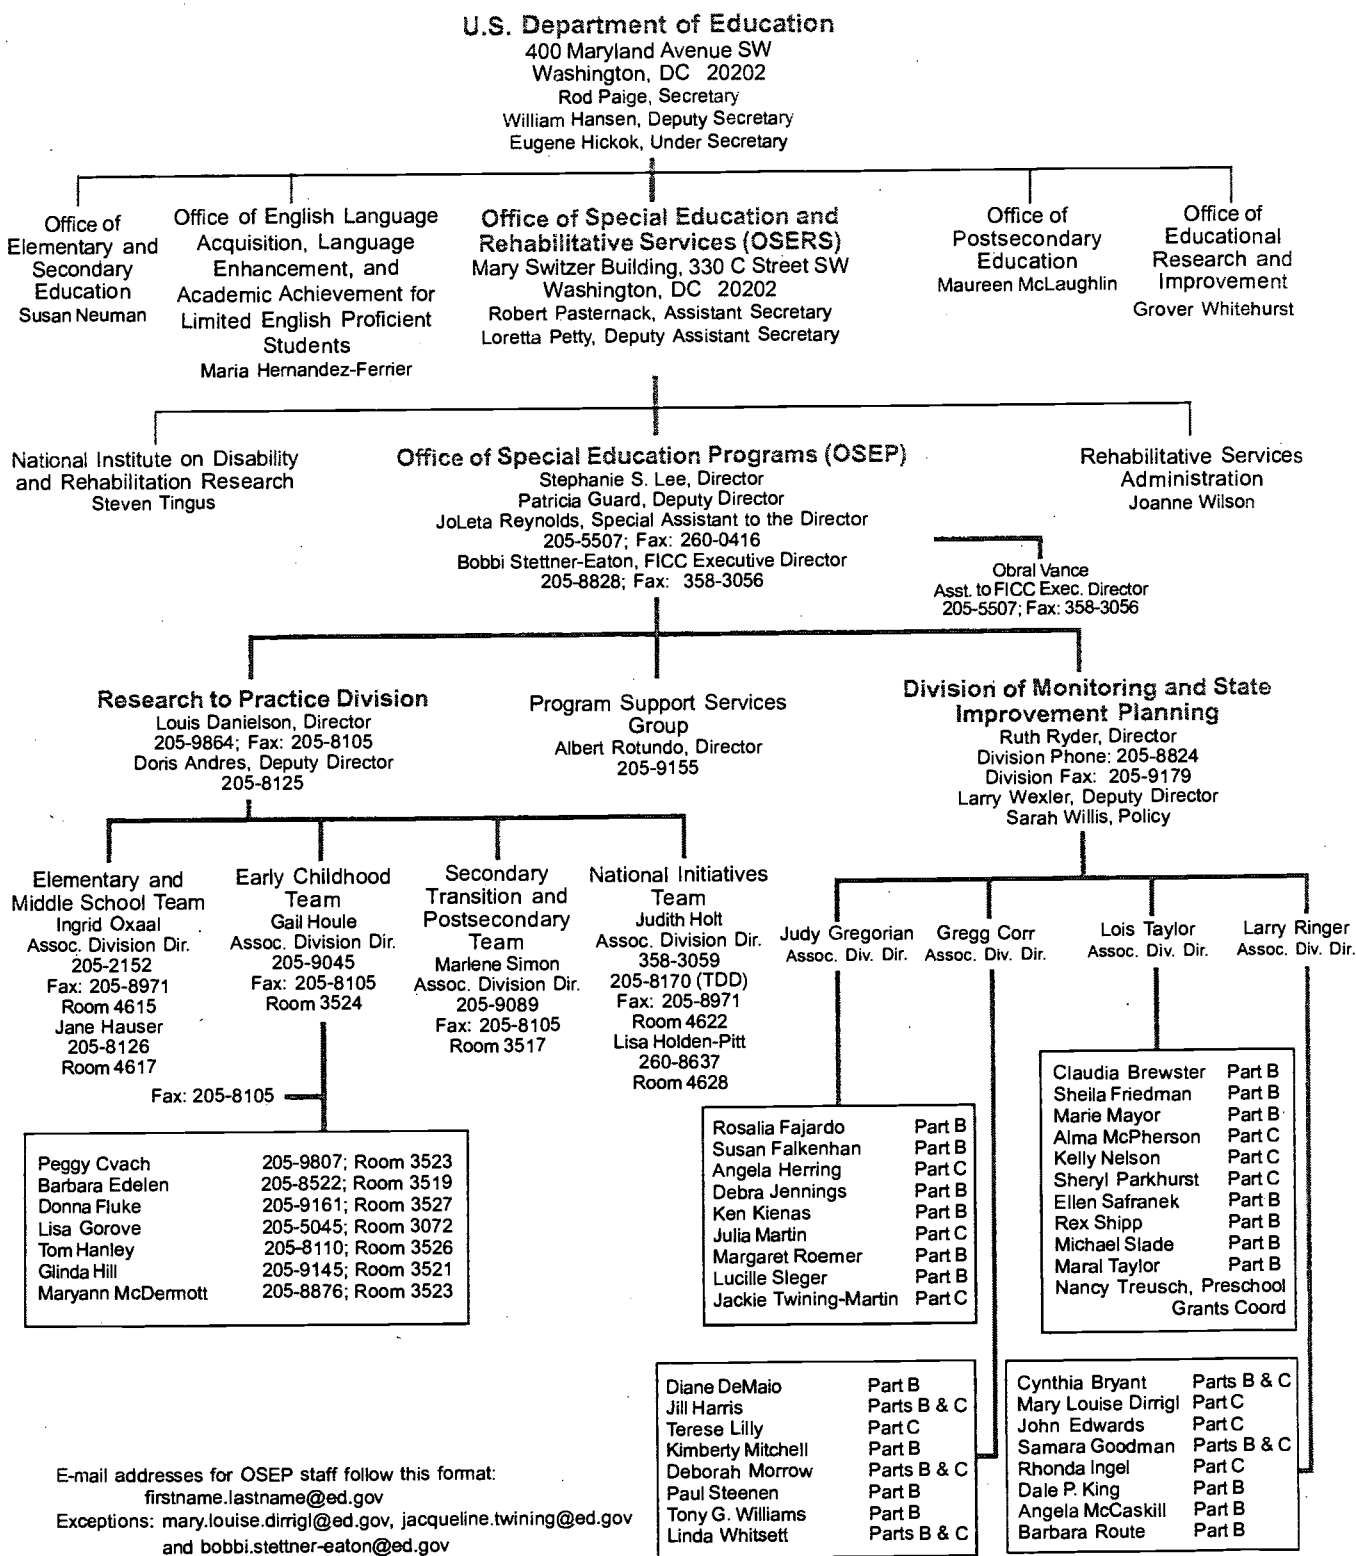 U.S. Department of Education
400 Maryland Avenue SW
Washington, DC 20202
Rod Paige, Secretary
William Hansen, Deputy Secretary
Eugene Hickok, Under Secretary
Office of
Elementary and
Secondary
Education
Susan Neuman
Office of English Language
Acquisition, Language
Enhancement, and
Academic Achievement for
Limited English Proficient
Students
Maria Hernandez-Ferrier
Office of Special Education and
Rehabilitative Services (OSERS)
Mary Switzer Building, 330 C Street SW
Washington, DC 20202
Robert Pasternack, Assistant Secretary
Loretta Petty, Deputy Assistant Secretary
Office of
Postsecondary
Education
Maureen McLaughlin
Office of
Educational
Research and
Improvement
Grover Whitehurst
National Institute on Disability
and Rehabilitation Research
Steven Tingus
Office of Special Education Programs (OSEP)
Stephanie S. Lee, Director
Patricia Guard, Deputy Director
JoLeta Reynolds, Special Assistant to the Director
205-5507; Fax: 260-0416
Bobbi Stettner-Eaton, FICC Executive Director
205-8828; Fax: 358-3056
Rehabilitative Services
Administration
Joanne Wilson
Obral Vance
Asst. to FICC Exec. Director
205-5507; Fax: 358-3056
Research to Practice Division
Louis Danielson, Director
205-9864; Fax: 205-8105
Doris Andres, Deputy Director
205-8125
Program Support Services
Group
Albert Rotundo, Director
205-9155
Division of Monitoring and State
Improvement Planning
Ruth Ryder, Director
Division Phone: 205-8824
Division Fax: 205-9179
Larry Wexler, Deputy Director
Sarah Willis, Policy
Elementary and
Middle School Team
Ingrid Oxaal
Assoc. Division Dir.
205-2152
Fax: 205-8971
Room 4615
Jane Hauser
205-8126
Room 4617
Early Childhood
Team
Gail Houle
Assoc. Division Dir.
205-9045
Fax: 205-8105
Room 3524
Secondary
Transition and
Postsecondary
Team
Marlene Simon
Assoc. Division Dir.
205-9089
Fax: 205-8105
Room 3517
National Initiatives
Team
Judith Holt
Assoc. Division Dir.
358-3059
205-8170 (TDD)
Fax: 205-8971
Room 4622
Lisa Holden-Pitt
260-8637
Room 4628
Judy Gregorian
Assoc. Div. Dir.
Gregg Corr
Assoc. Div. Dir.
Lois Taylor
Assoc. Div. Dir.
Larry Ringer
Assoc. Div. Dir.
Fax: 205-8105
Peggy Cvach 205-9807; Room 3523
Barbara Edelen 205-8522; Room 3519
Donna Fluke 205-9161; Room 3527
Lisa Gorove 205-5045; Room 3072
Tom Hanley 205-8110; Room 3526
Glinda Hill 205-9145; Room 3521
Maryann McDermott 205-8876; Room 3523
Rosalia Fajardo Part B
Susan Falkenhan Part B
Angela Herring Part C
Debra Jennings Part B
Ken Kienas Part B
Julia Martin Part C
Margaret Roemer Part B
Lucille Sleger Part B
Jackie Twining-Martin Part C
Claudia Brewster Part B
Sheila Friedman Part B
Marie Mayor Part B
Alma McPherson Part C
Kelly Nelson Part C
Sheryl Parkhurst Part C
Ellen Safranek Part B
Rex Shipp Part B
Michael Slade Part B
Maral Taylor Part B
Nancy Treusch, Preschool
Grants Coord
Diane DeMaio Part B
Jill Harris Parts B & C
Terese Lilly Part C
Kimberly Mitchell Part B
Deborah Morrow Parts B & C
Paul Steenen Part B
Tony G. Williams Part B
Linda Whitsett Parts B & C
Cynthia Bryant Parts B & C
Mary Louise Dirrigl Part C
John Edwards Part C
Samara Goodman Parts B & C
Rhonda Ingel Part C
Dale P. King Part B
Angela McCaskill Part B
Barbara Route Part B
E-mail addresses for OSEP staff follow this format:
firstname.lastname@ed.gov
Exceptions: mary.louise.dirrigl@ed.gov, jacqueline.twining@ed.gov
and bobbi.stettner-eaton@ed.gov